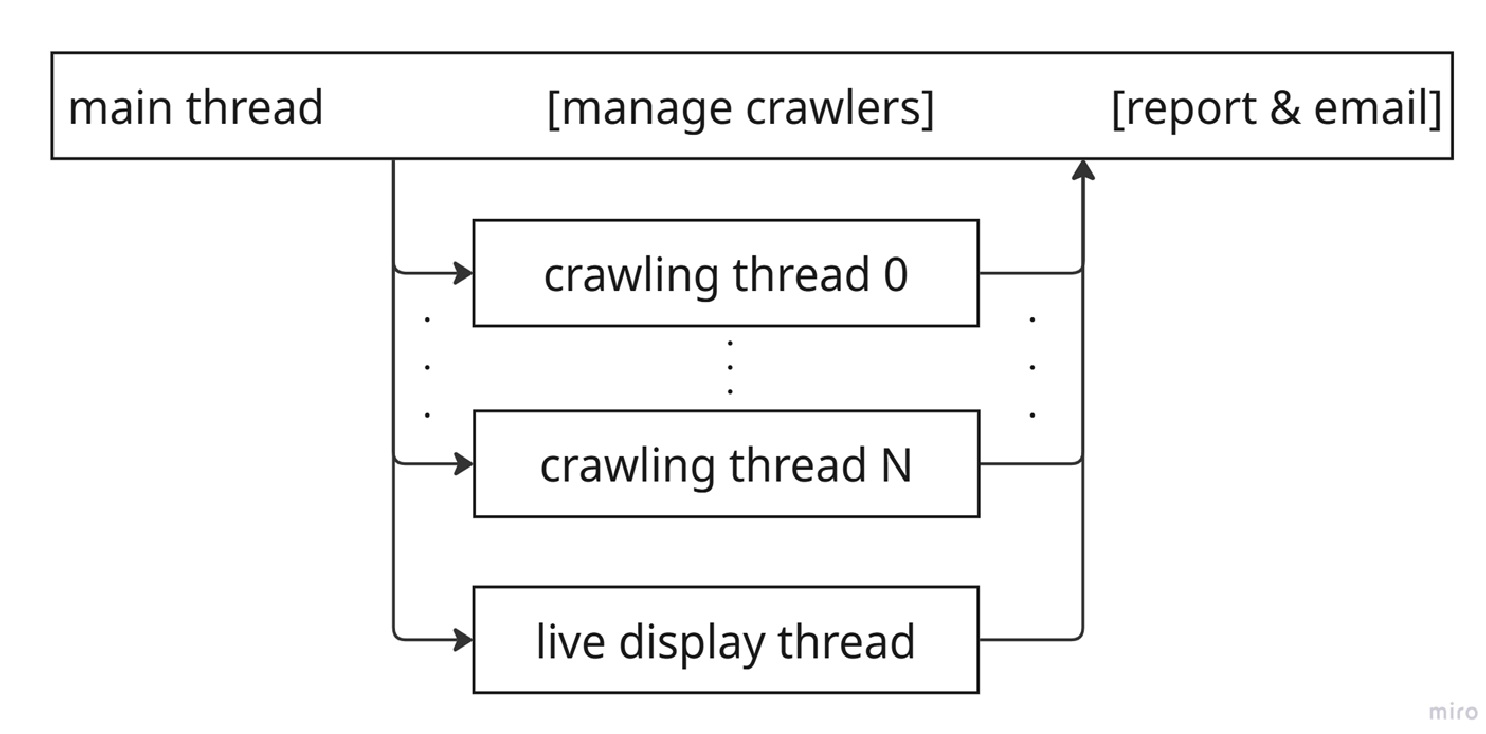 main thread [manage crawlers] [report & email]
crawling thread 0
crawling thread N
live display thread
miro